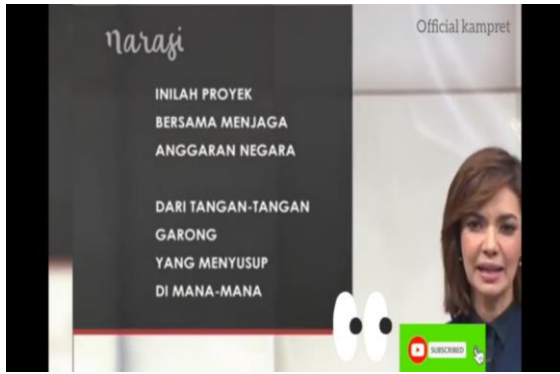 Narasi
Official kampret
INILAH PROYEK
BERSAMA MENJAGA
ANGGARAN NEGARA
DARI TANGAN-TANGAN
GARONG
YANG MENYUSUP
DI MANA-MANA
SUBSCRIBED